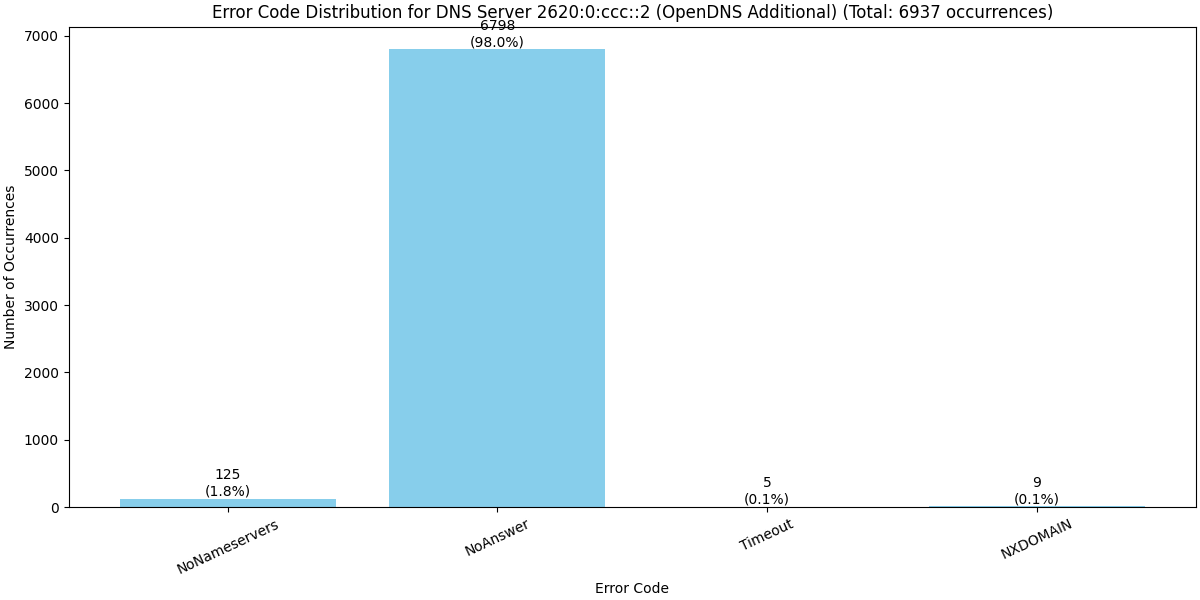 Error Code Distribution for DNS Server 2620:0:ccc::2 (OpenDNS Additional) (Total: 6937 occurrences)
Number of Occurrences
7000
6000
5000
4000
3000
2000
1000
0
125
(1.8%)
6798
(98.0%)
5
(0.1%)
9
(0.1%)
NoNameservers
NoAnswer
Timeout
NXDOMAIN
Error Code